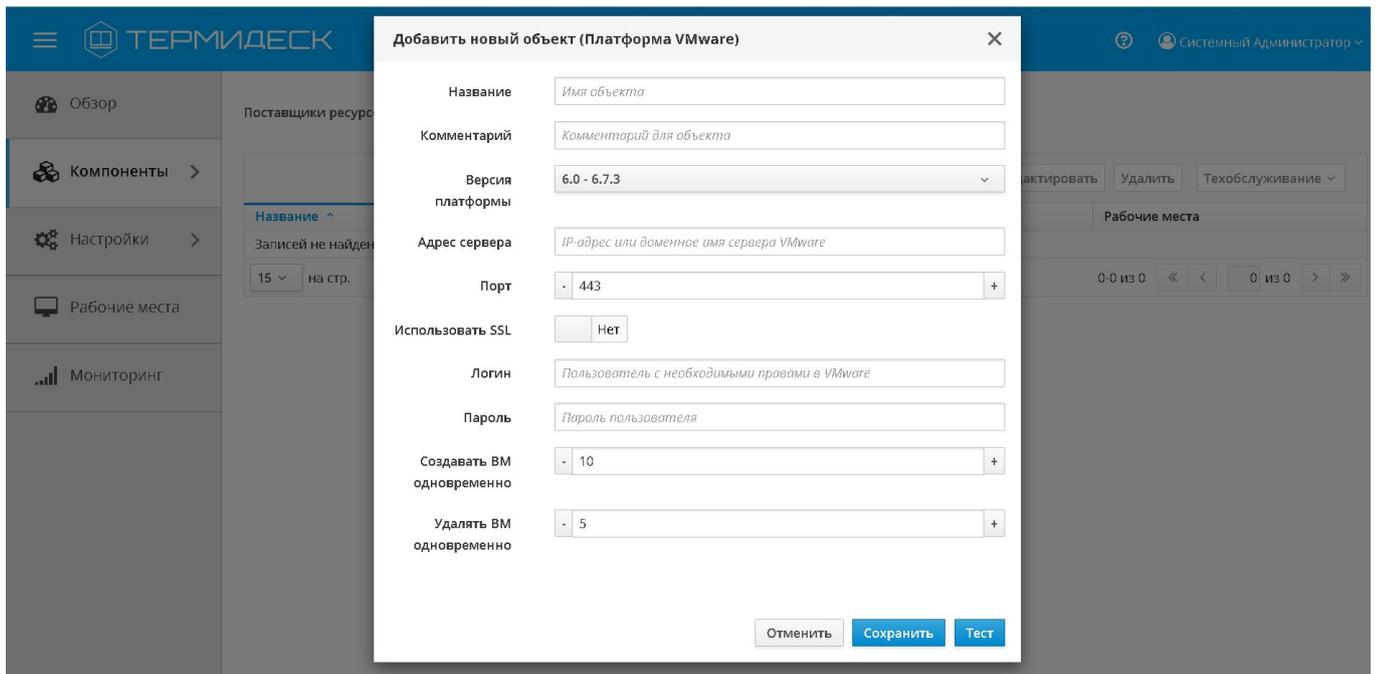 ТЕРМИДЕСК
Системный Администратор
Обзор
Компоненты
Настройки
Рабочие места
Мониторинг
Поставщики ресурс
Удалить
Техобслуживание
Название
Рабочие места
Записей не найден
15
на стр.
0-0 из 0
0 из 0
Добавить новый объект (Платформа VMware)
Название
Имя объекта
Комментарий
Комментарий для объекта
Версия
платформы
6.0 - 6.7.3
Адрес сервера
IP-адрес или доменное имя сервера VMware
Порт
- 443 +
Использовать SSL
Нет
Логин
Пользователь с необходимыми правами в VMware
Пароль
Пароль пользователя
Создавать ВМ
одновременно
- 10 +
Удалять ВМ
одновременно
- 5 +
Отменить
Сохранить
Тест